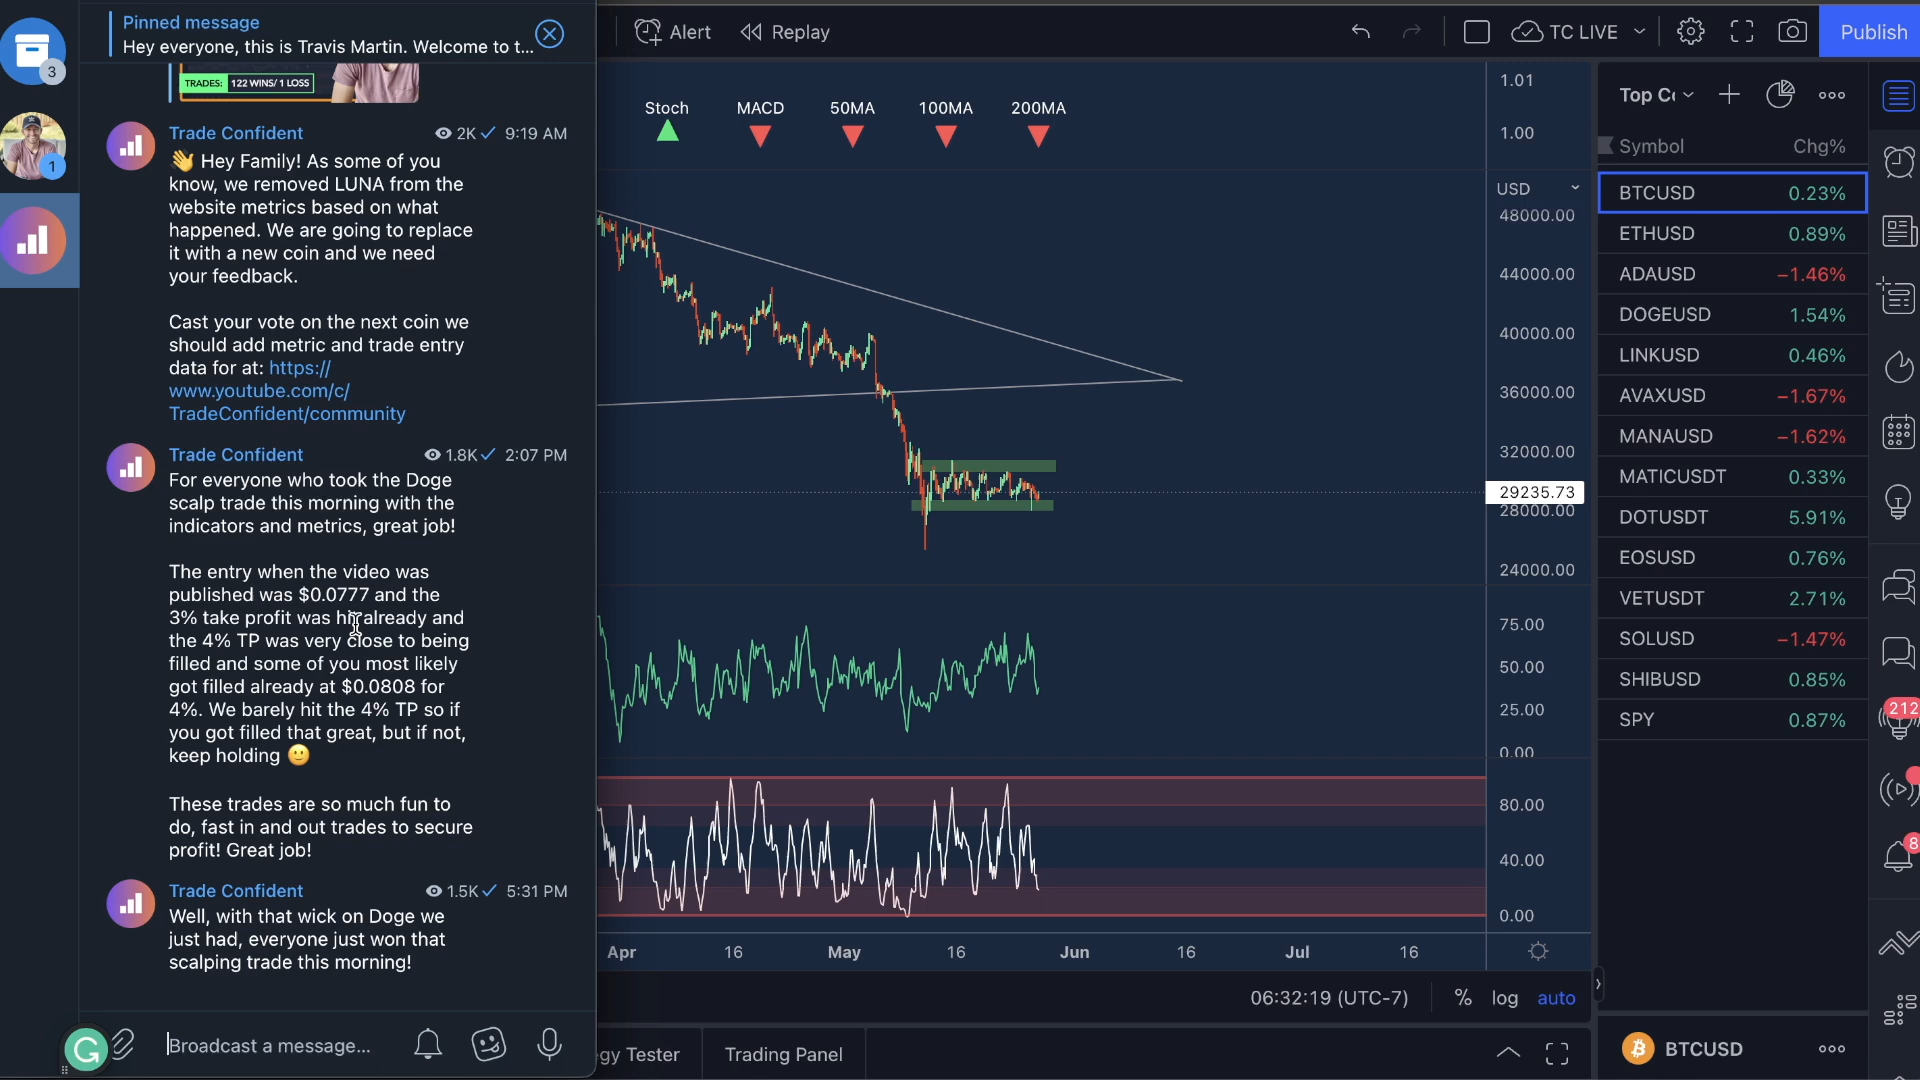 Pinned message
Hey everyone, this is Travis Martin. Welcome to t...
3
TRADES: 122 WINS/ 1 LOSS
1
Trade Confident 2K 9:19 AM
👋 Hey Family! As some of you
know, we removed LUNA from the
website metrics based on what
happened. We are going to replace
it with a new coin and we need
your feedback.
Cast your vote on the next coin we
should add metric and trade entry
data for at: https://
www.youtube.com/c/
TradeConfident/community
Trade Confident 1.8K 2:07 PM
For everyone who took the Doge
scalp trade this morning with the
indicators and metrics, great job!
The entry when the video was
published was $0.0777 and the
3% take profit was hit already and
the 4% TP was very close to being
filled and some of you most likely
got filled already at $0.0808 for
4%. We barely hit the 4% TP so if
you got filled that great, but if not,
keep holding 🙂
These trades are so much fun to
do, fast in and out trades to secure
profit! Great job!
Trade Confident 1.5K 5:31 PM
Well, with that wick on Doge we
just had, everyone just won that
scalping trade this morning!
Broadcast a message...
Alert Replay TC LIVE Publish
Stoch MACD 50MA 100MA 200MA
1.01
1.00
USD
48000.00
44000.00
40000.00
36000.00
32000.00
29235.73
28000.00
24000.00
75.00
50.00
25.00
0.00
80.00
40.00
0.00
Apr 16 May 16 Jun 16 Jul 16
06:32:19 (UTC-7) % log auto
gy Tester Trading Panel
Top Co
Symbol Chg%
BTCUSD 0.23%
ETHUSD 0.89%
ADAUSD −1.46%
DOGEUSD 1.54%
LINKUSD 0.46%
AVAXUSD −1.67%
MANAUSD −1.62%
MATICUSDT 0.33%
DOTUSDT 5.91%
EOSUSD 0.76%
VETUSDT 2.71%
SOLUSD −1.47%
SHIBUSD 0.85%
SPY 0.87%
BTCUSD
212
8